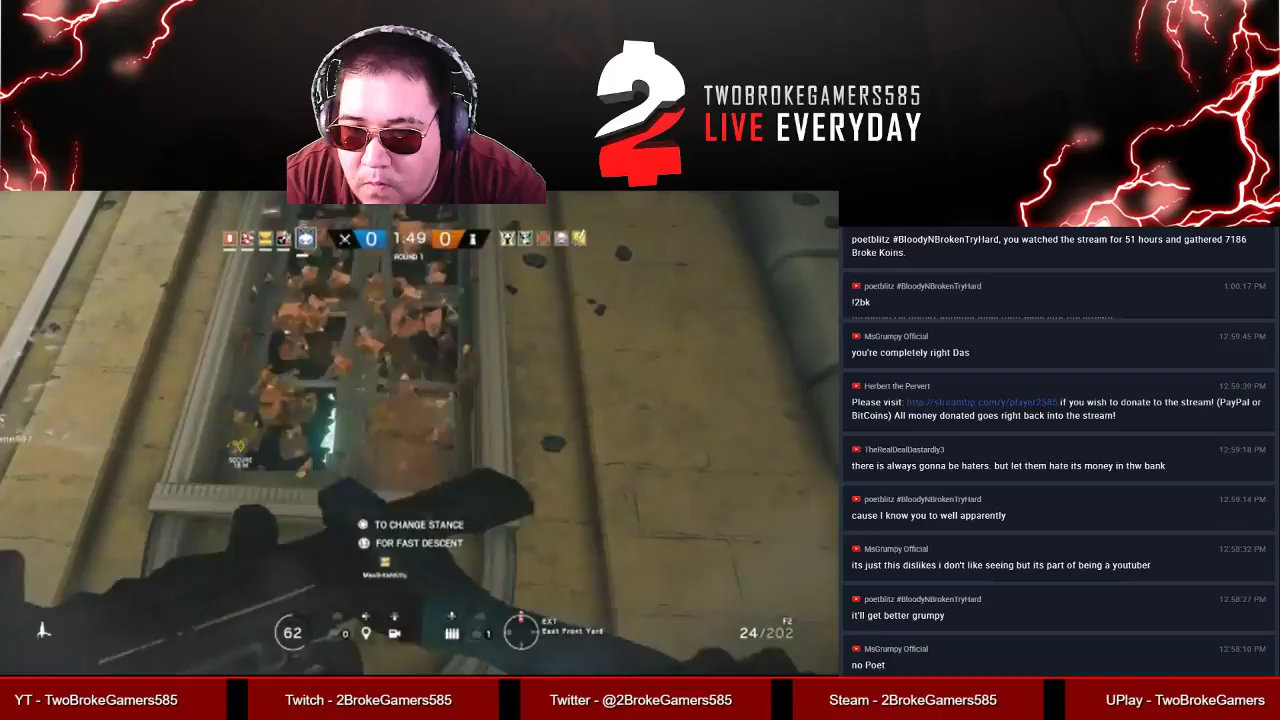 2
TWOBROKEGAMERS585
LIVE EVERYDAY
0 1:49 0
ROUND 1
SECURE
TO CHANGE STANCE
FOR FAST DESCENT
62
0
1
EXT
East Front Yard
F2
24/202
poetblitz #BloodyNBrokenTryHard, you watched the stream for 51 hours and gathered 7186
Broke Koins.
poetblitz #BloodyNBrokenTryHard 1:00:17 PM
!2bk
MsGrumpy Official 12:59:45 PM
you're completely right Das
Herbert the Pervert 12:59:39 PM
Please visit: http://streamtip.com/y/player2585 if you wish to donate to the stream! (PayPal or
BitCoins) All money donated goes right back into the stream!
TheRealDealDastardly3 12:59:18 PM
there is always gonna be haters. but let them hate its money in thw bank
poetblitz #BloodyNBrokenTryHard 12:59:14 PM
cause I know you to well apparently
MsGrumpy Official 12:58:32 PM
its just this dislikes i don't like seeing but its part of being a youtuber
poetblitz #BloodyNBrokenTryHard 12:58:27 PM
it'll get better grumpy
MsGrumpy Official 12:58:10 PM
no Poet
YT - TwoBrokeGamers585
Twitch - 2BrokeGamers585
Twitter - @2BrokeGamers585
Steam - 2BrokeGamers585
UPlay - TwoBrokeGamers